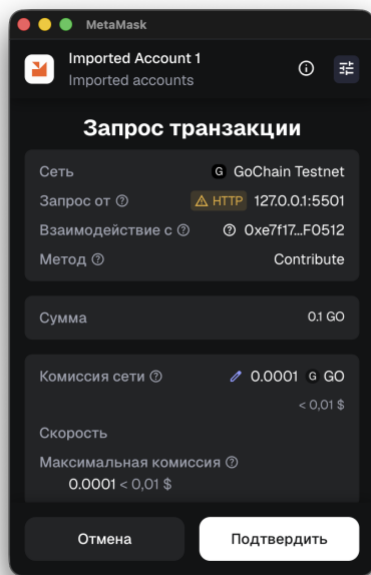 MetaMask
Imported Account 1
Imported accounts
Запрос транзакции
Сеть G GoChain Testnet
Запрос от HTTP 127.0.0.1:5501
Взаимодействие с 0xe7f17...F0512
Метод Contribute
Сумма 0.1 GO
Комиссия сети 0.0001 G GO
< 0,01 $
Скорость
Максимальная комиссия
0.0001 < 0,01 $
Отмена Подтвердить